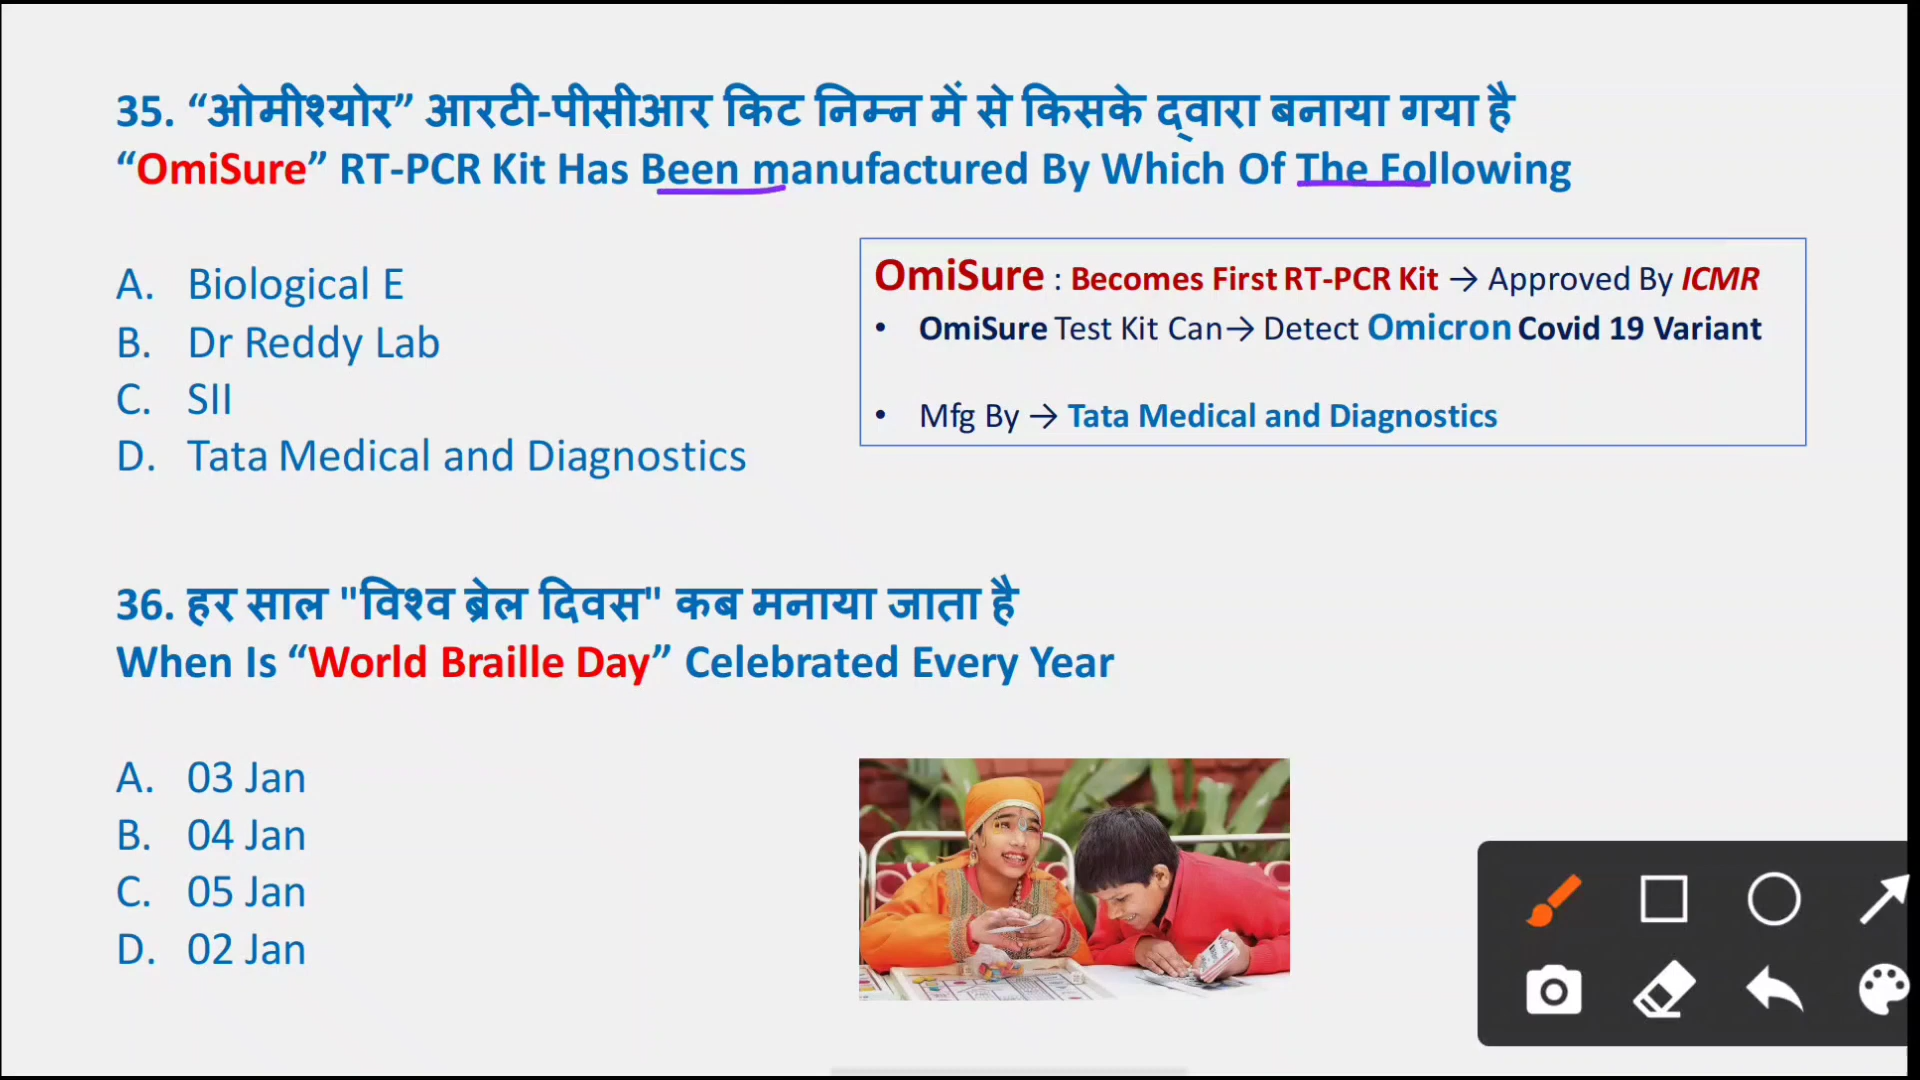 35. “ओमीश्योर” आरटी-पीसीआर किट निम्न में से किसके द्वारा बनाया गया है
“OmiSure” RT-PCR Kit Has Been manufactured By Which Of The Following
A. Biological E
B. Dr Reddy Lab
C. SII
D. Tata Medical and Diagnostics
OmiSure : Becomes First RT-PCR Kit → Approved By ICMR
• OmiSure Test Kit Can→ Detect Omicron Covid 19 Variant
• Mfg By → Tata Medical and Diagnostics
36. हर साल "विश्व ब्रेल दिवस" कब मनाया जाता है
When Is “World Braille Day” Celebrated Every Year
A. 03 Jan
B. 04 Jan
C. 05 Jan
D. 02 Jan